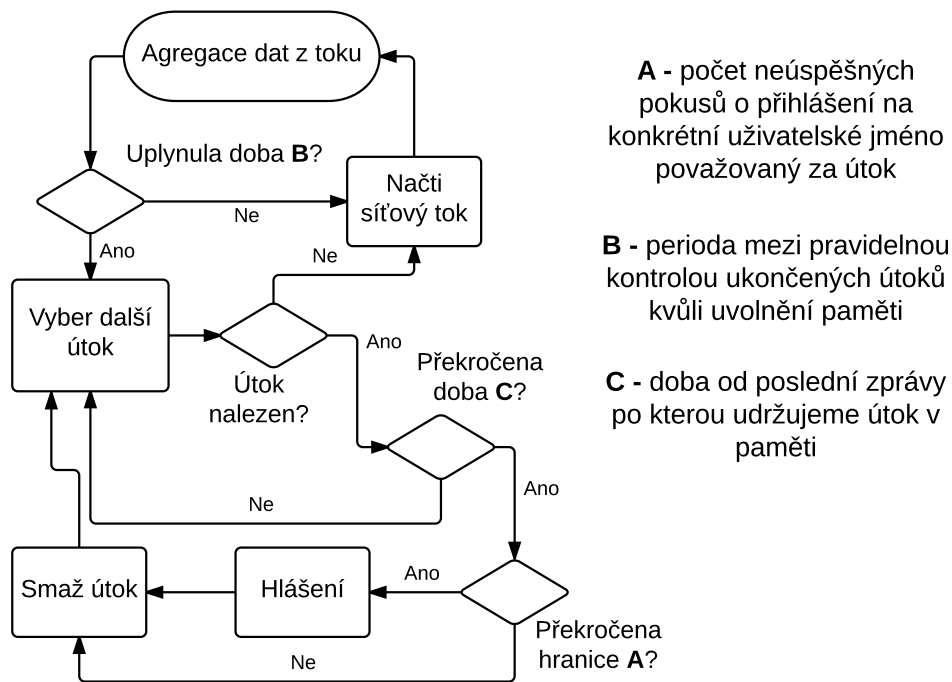 Agregace dat z toku
Uplynula doba B?
Ne
Ano
Načti
síťový tok
Ne
Vyber další
útok
Útok
nalezen?
Ano
Překročena
doba C?
Ne
Ano
Smaž útok
Hlášení
Ano
Překročena
hranice A?
Ne
A - počet neúspěšných
pokusů o přihlášení na
konkrétní uživatelské jméno
považovaný za útok
B - perioda mezi pravidelnou
kontrolou ukončených útoků
kvůli uvolnění paměti
C - doba od poslední zprávy
po kterou udržujeme útok v
paměti